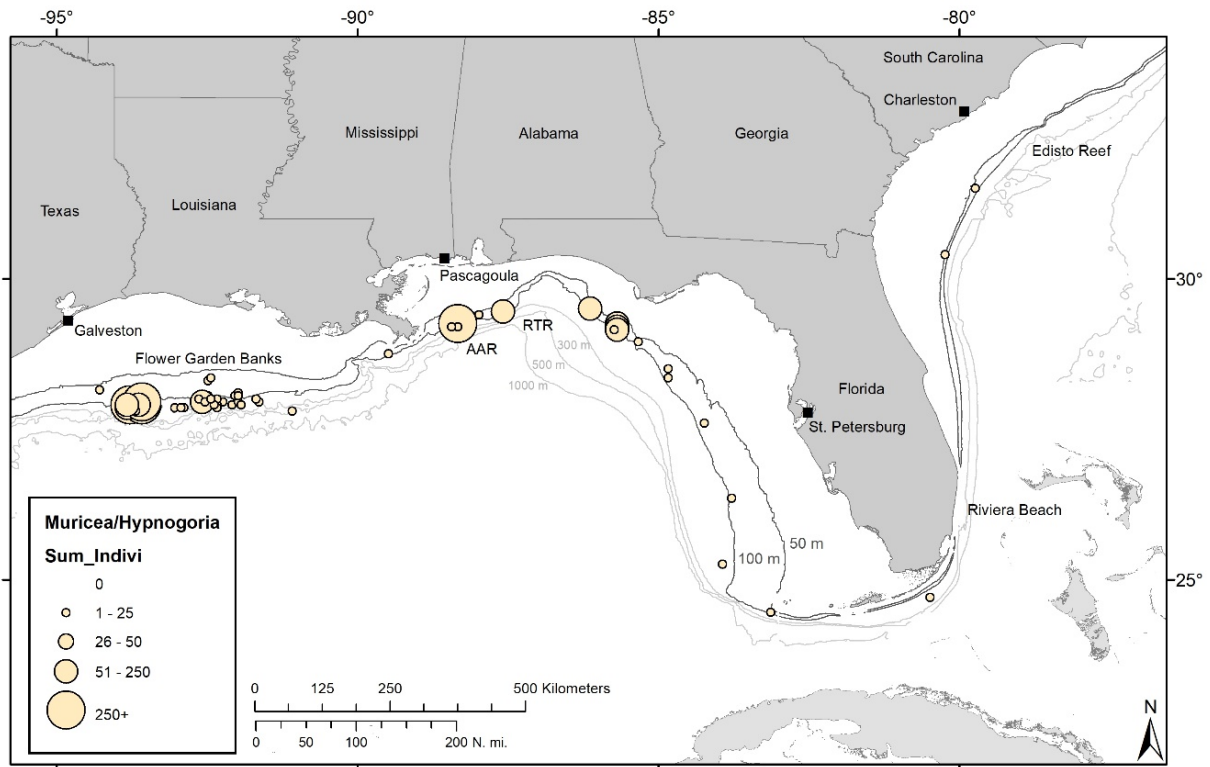 -95°
-90°
-85°
-80°
South Carolina
Charleston
Mississippi
Alabama
Georgia
Edisto Reef
Texas
Louisiana
Pascagoula
30°
Galveston
RTR
AAR
300 m
Flower Garden Banks
500 m
1000 m
Florida
St. Petersburg
Riviera Beach
50 m
100 m
25°
Muricea/Hypnogoria
Sum_Indivi
0
1 - 25
26 - 50
51 - 250
250+
0 125 250 500 Kilometers
0 50 100 200 N. mi.
N